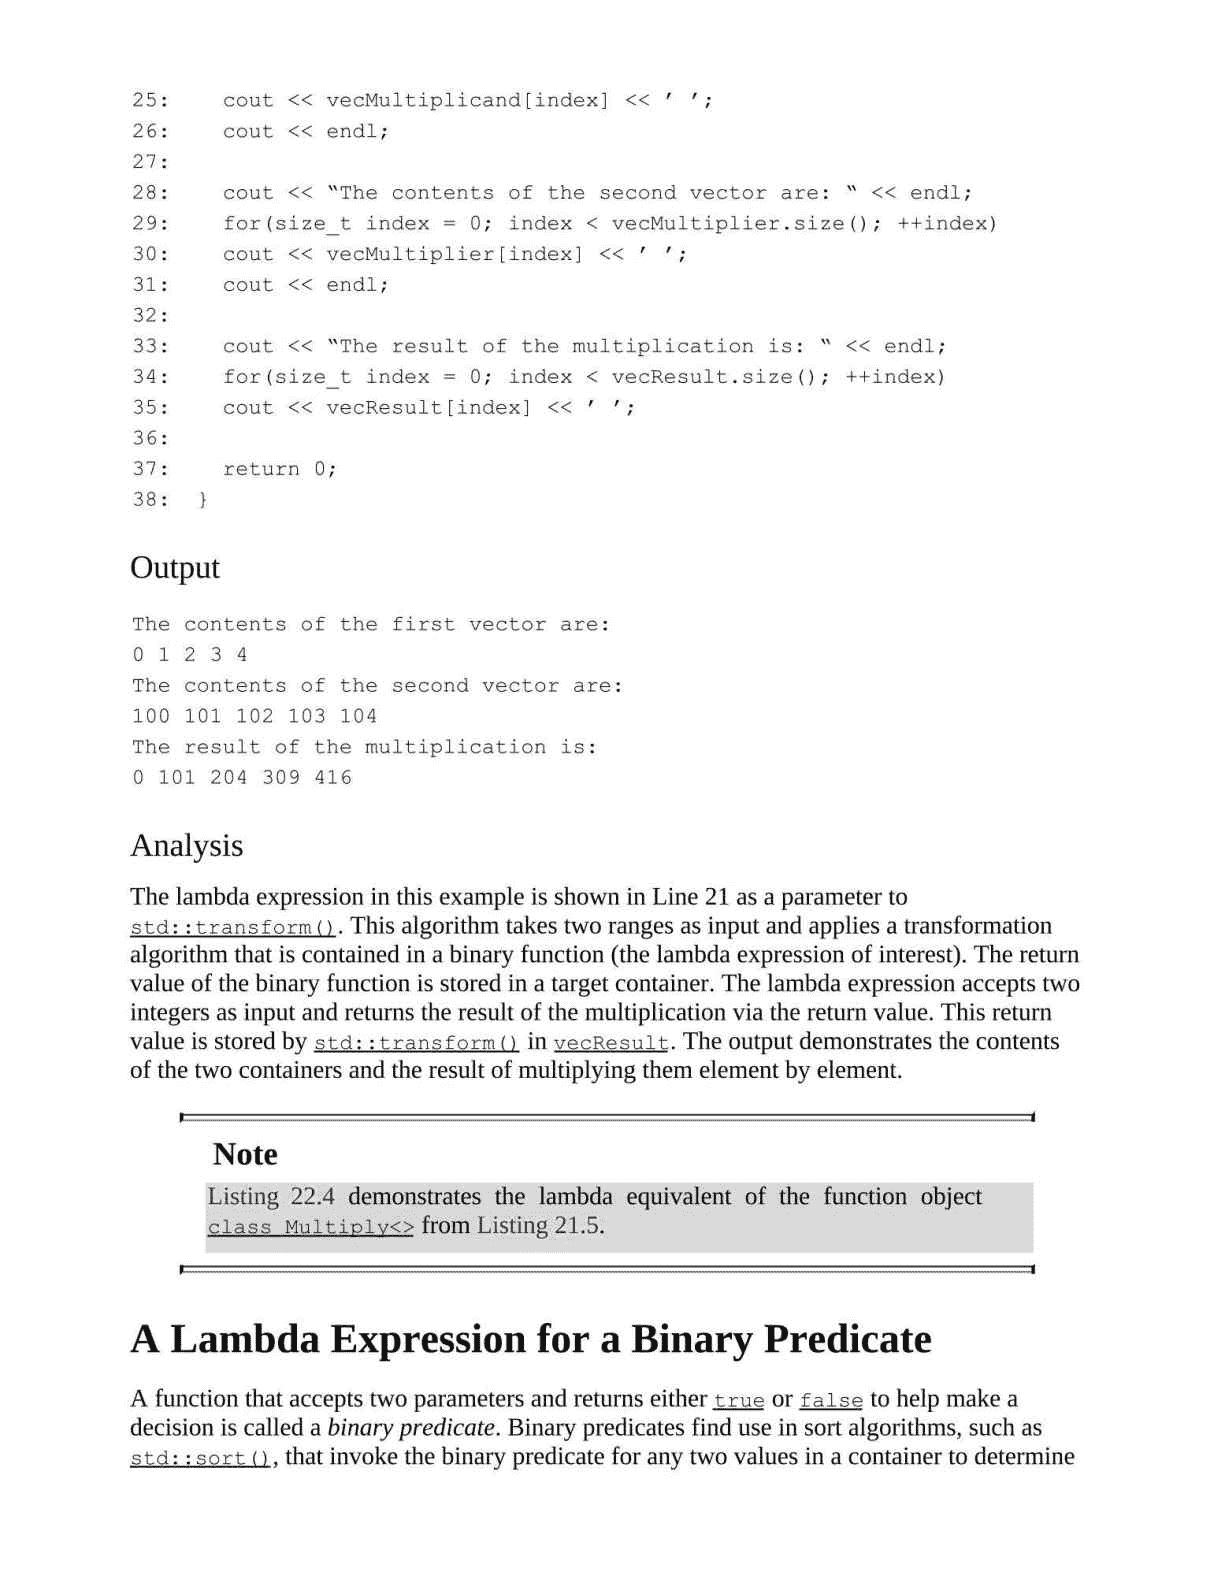 25:    cout << vecMultiplicand[index] << ’ ’;
26:    cout << endl;
27:
28:    cout << “The contents of the second vector are: “ << endl;
29:    for(size_t index = 0; index < vecMultiplier.size(); ++index)
30:    cout << vecMultiplier[index] << ’ ’;
31:    cout << endl;
32:
33:    cout << “The result of the multiplication is: “ << endl;
34:    for(size_t index = 0; index < vecResult.size(); ++index)
35:    cout << vecResult[index] << ’ ’;
36:
37:    return 0;
38:  }
Output
The contents of the first vector are:
0 1 2 3 4
The contents of the second vector are:
100 101 102 103 104
The result of the multiplication is:
0 101 204 309 416
Analysis
The lambda expression in this example is shown in Line 21 as a parameter to
std::transform(). This algorithm takes two ranges as input and applies a transformation
algorithm that is contained in a binary function (the lambda expression of interest). The return
value of the binary function is stored in a target container. The lambda expression accepts two
integers as input and returns the result of the multiplication via the return value. This return
value is stored by std::transform() in vecResult. The output demonstrates the contents
of the two containers and the result of multiplying them element by element.
Note
Listing 22.4 demonstrates the lambda equivalent of the function object
class Multiply<> from Listing 21.5.
A Lambda Expression for a Binary Predicate
A function that accepts two parameters and returns either true or false to help make a
decision is called a binary predicate. Binary predicates find use in sort algorithms, such as
std::sort(), that invoke the binary predicate for any two values in a container to determine